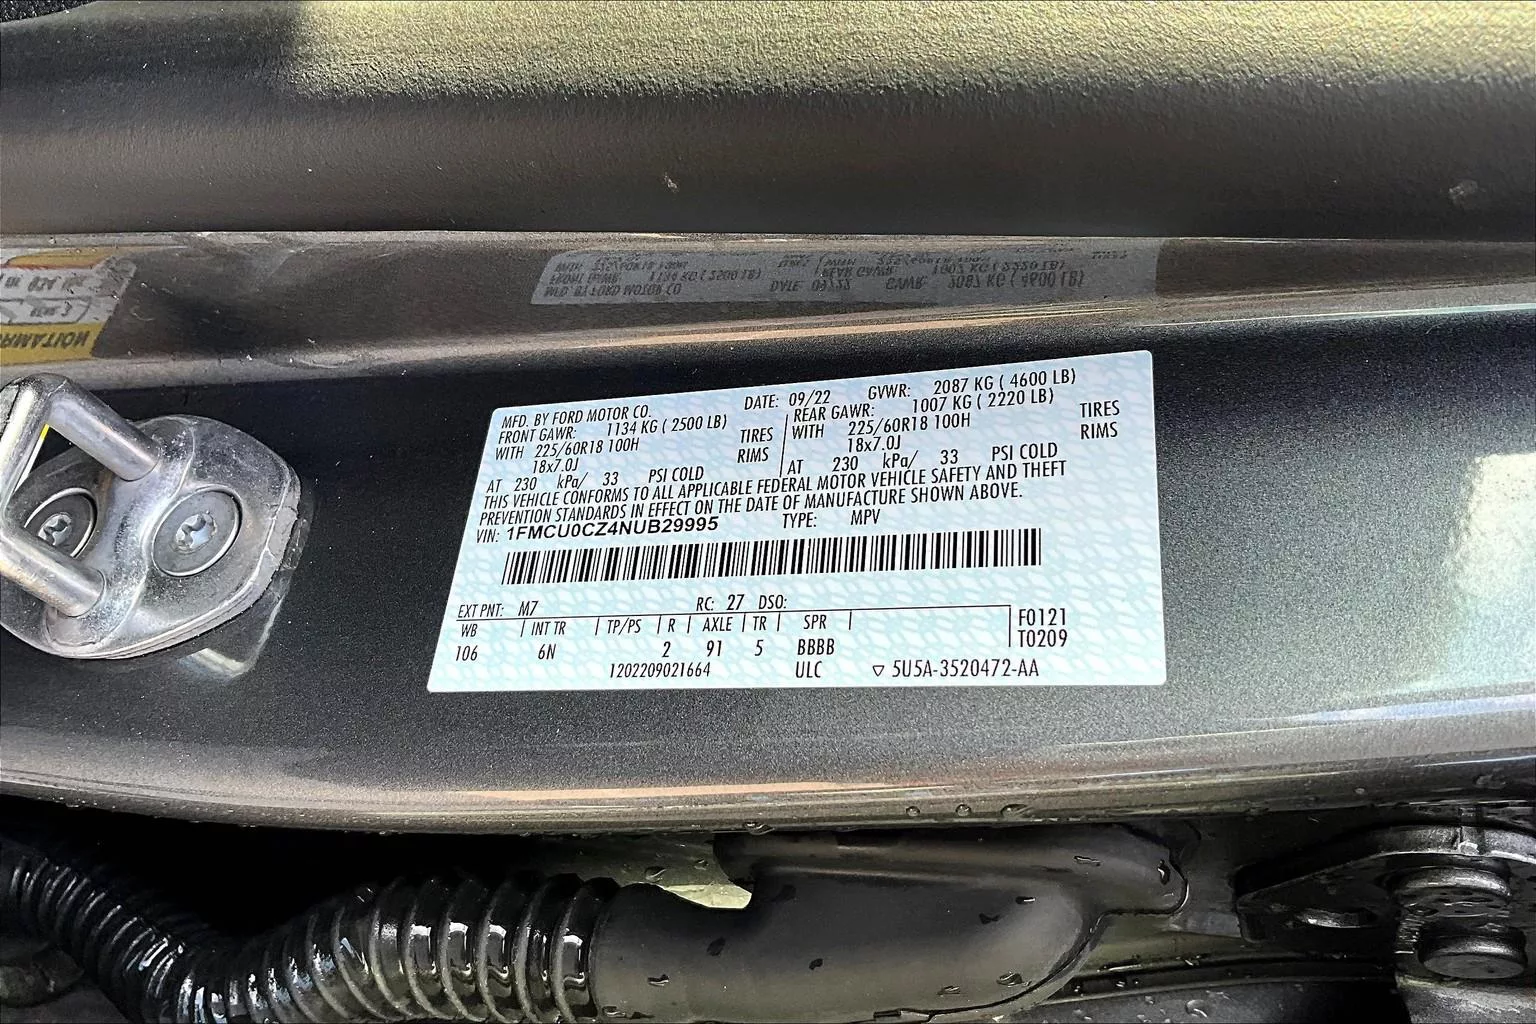 MFD. BY FORD MOTOR CO. DATE: 09/22 GVWR: 2087 KG ( 4600 LB)
FRONT GAWR: 1134 KG ( 2500 LB) REAR GAWR: 1007 KG ( 2220 LB)
WITH 225/60R18 100H TIRES WITH 225/60R18 100H TIRES
18x7.0J RIMS 18x7.0J RIMS
AT 230 kPa/ 33 PSI COLD AT 230 kPa/ 33 PSI COLD
THIS VEHICLE CONFORMS TO ALL APPLICABLE FEDERAL MOTOR VEHICLE SAFETY AND THEFT
PREVENTION STANDARDS IN EFFECT ON THE DATE OF MANUFACTURE SHOWN ABOVE.
VIN: 1FMCU0CZ4NUB29995 TYPE: MPV
EXT PNT: M7 RC: 27 DSO:
WB INT TR TP/PS R AXLE TR SPR F0121
106 6N 2 91 5 BBBB T0209
1202209021664 ULC 5U5A-3520472-AA